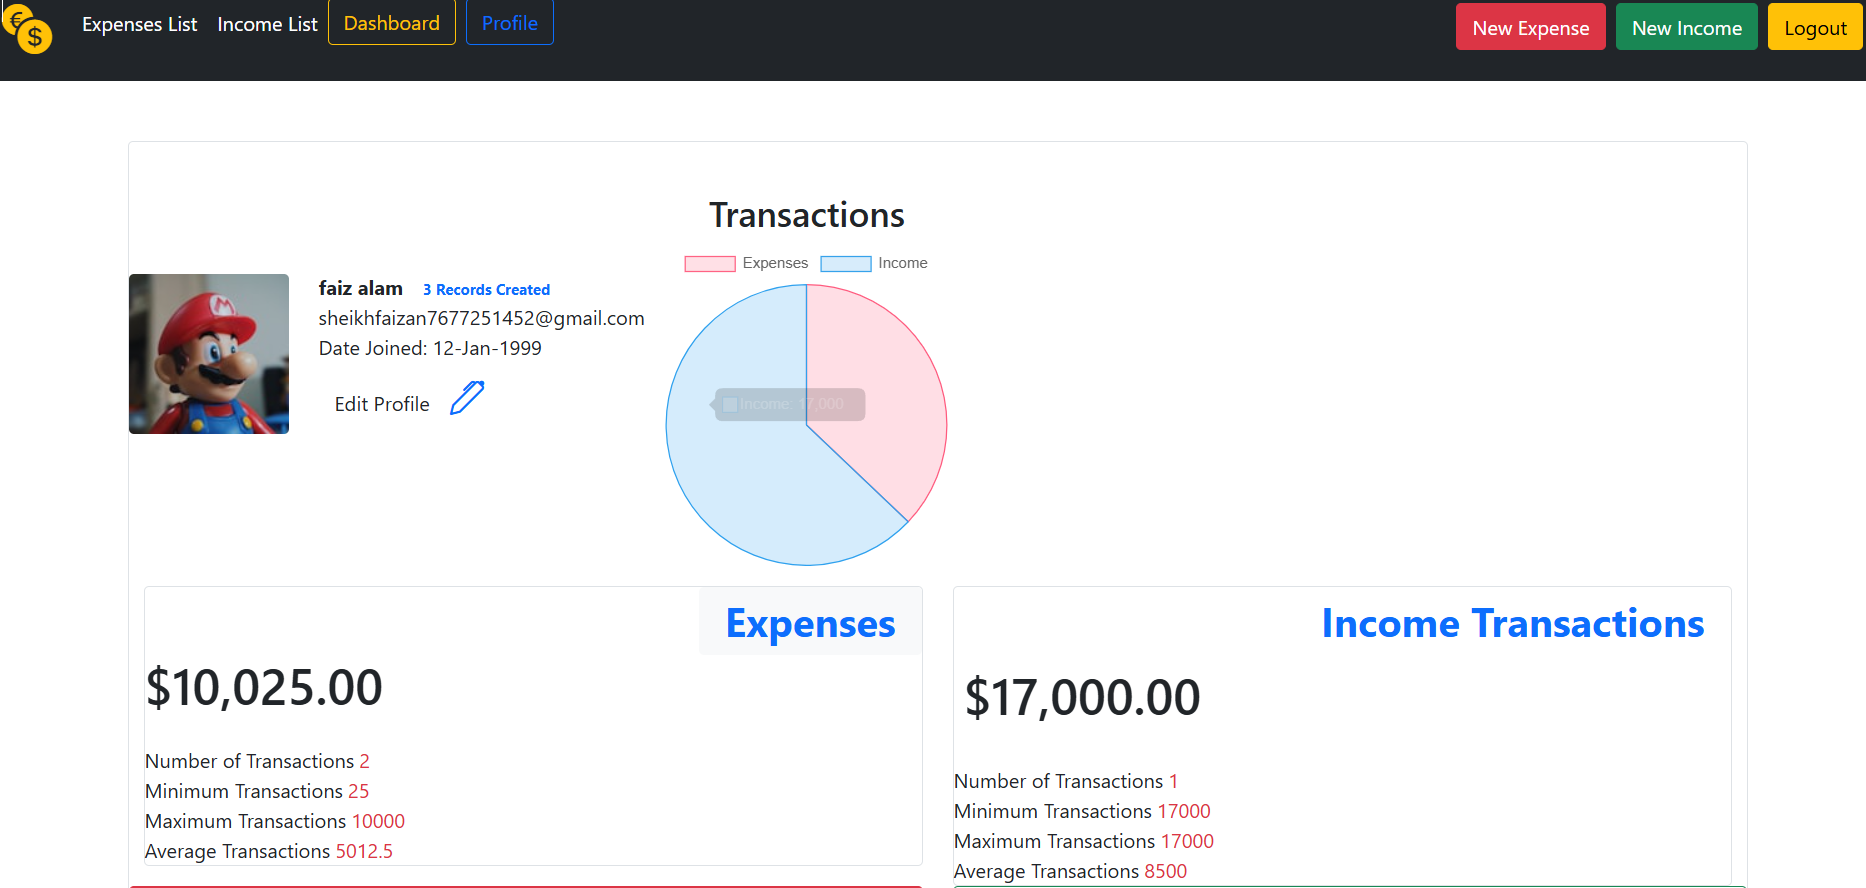 €
$
Expenses List Income List Dashboard Profile New Expense New Income Logout
Transactions
Expenses Income
faiz alam 3 Records Created
sheikhfaizan7677251452@gmail.com
Date Joined: 12-Jan-1999
Edit Profile
M
Income: 17,000
Expenses
$10,025.00
Number of Transactions 2
Minimum Transactions 25
Maximum Transactions 10000
Average Transactions 5012.5
Income Transactions
$17,000.00
Number of Transactions 1
Minimum Transactions 17000
Maximum Transactions 17000
Average Transactions 8500